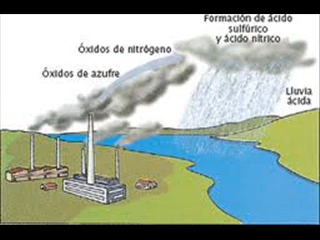 Formación de ácido
sulfúrico
y ácido nítrico
Óxidos de nitrógeno
Óxidos de azufre
Lluvia
ácida